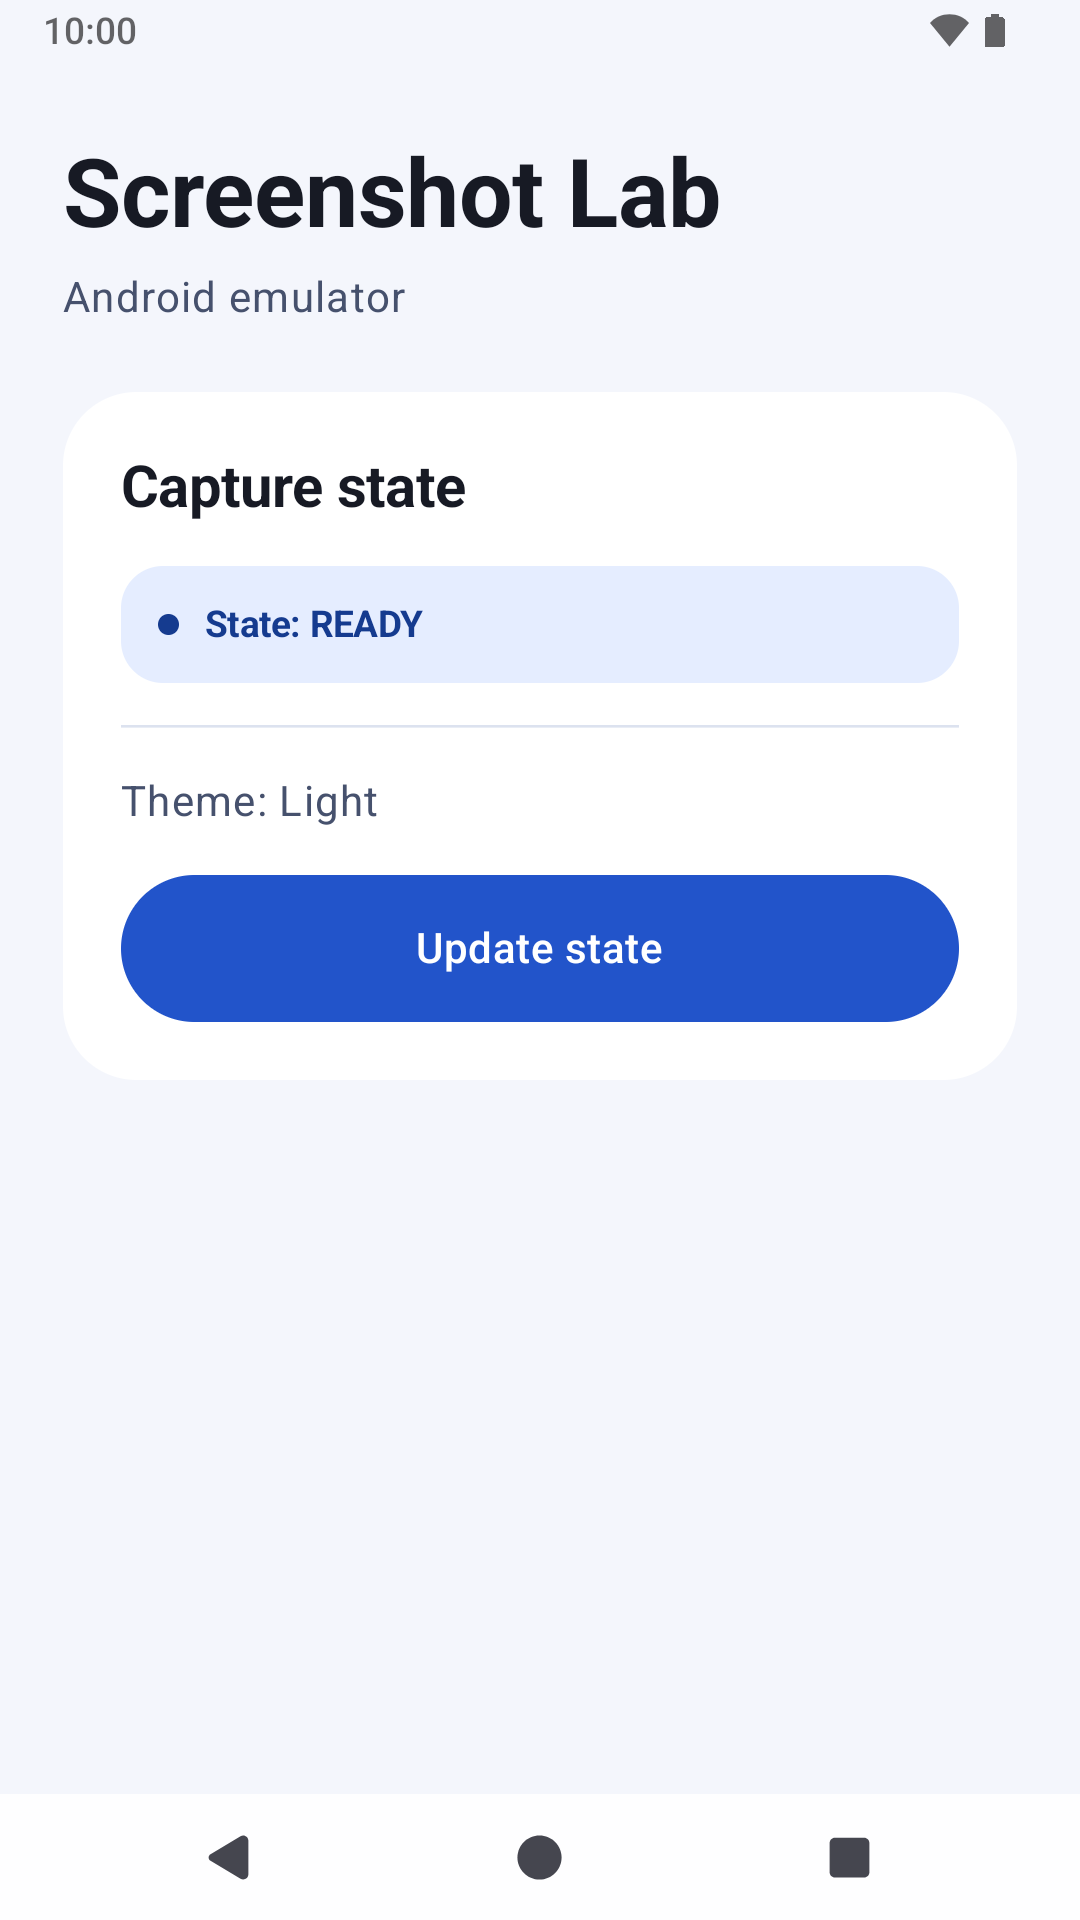 10:00
Screenshot Lab
Android emulator
Capture state
State: READY
Theme: Light
Update state